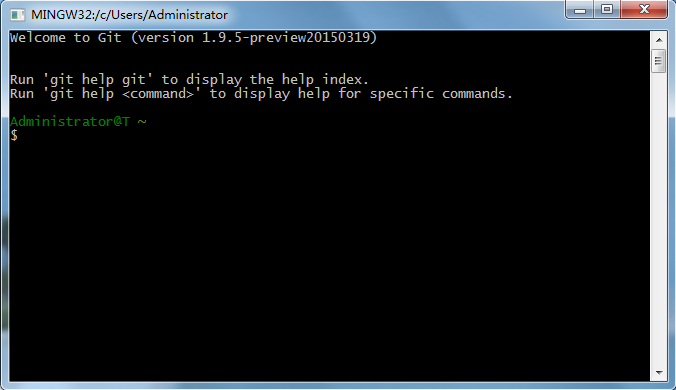 MINGW32:/c/Users/Administrator
Welcome to Git (version 1.9.5-preview20150319)
Run 'git help git' to display the help index.
Run 'git help <command>' to display help for specific commands.
Administrator@T ~
$